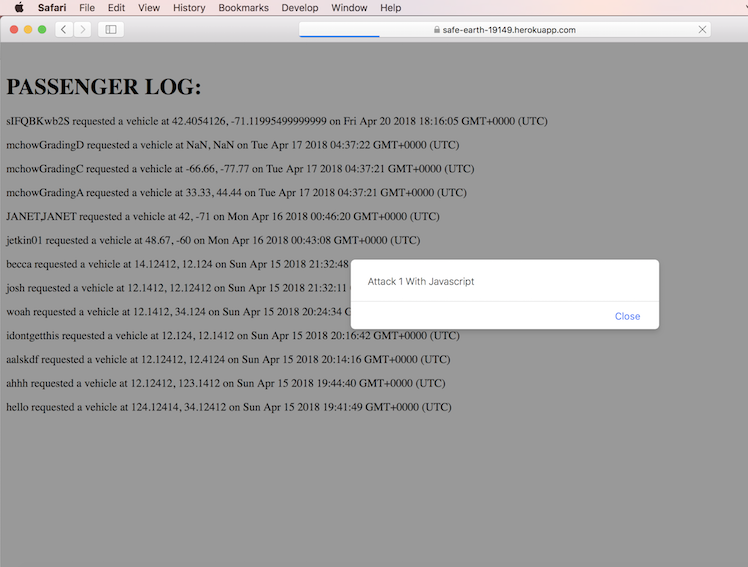 Safari File Edit View History Bookmarks Develop Window Help
safe-earth-19149.herokuapp.com
PASSENGER LOG:
sIFQBKwb2S requested a vehicle at 42.4054126, -71.11995499999999 on Fri Apr 20 2018 18:16:05 GMT+0000 (UTC)
mchowGradingD requested a vehicle at NaN, NaN on Tue Apr 17 2018 04:37:22 GMT+0000 (UTC)
mchowGradingC requested a vehicle at -66.66, -77.77 on Tue Apr 17 2018 04:37:21 GMT+0000 (UTC)
mchowGradingA requested a vehicle at 33.33, 44.44 on Tue Apr 17 2018 04:37:21 GMT+0000 (UTC)
JANETJANET requested a vehicle at 42, -71 on Mon Apr 16 2018 00:46:20 GMT+0000 (UTC)
jetkin01 requested a vehicle at 48.67, -60 on Mon Apr 16 2018 00:43:08 GMT+0000 (UTC)
becca requested a vehicle at 14.12412, 12.124 on Sun Apr 15 2018 21:32:48
josh requested a vehicle at 12.1412, 12.12412 on Sun Apr 15 2018 21:32:11
woah requested a vehicle at 12.1412, 34.124 on Sun Apr 15 2018 20:24:34
Attack 1 With Javascript
Close
idontgetthis requested a vehicle at 12.124, 12.1412 on Sun Apr 15 2018 20:16:42 GMT+0000 (UTC)
aalskdf requested a vehicle at 12.12412, 12.4124 on Sun Apr 15 2018 20:14:16 GMT+0000 (UTC)
ahhh requested a vehicle at 12.12412, 123.1412 on Sun Apr 15 2018 19:44:40 GMT+0000 (UTC)
hello requested a vehicle at 124.12414, 34.12412 on Sun Apr 15 2018 19:41:49 GMT+0000 (UTC)